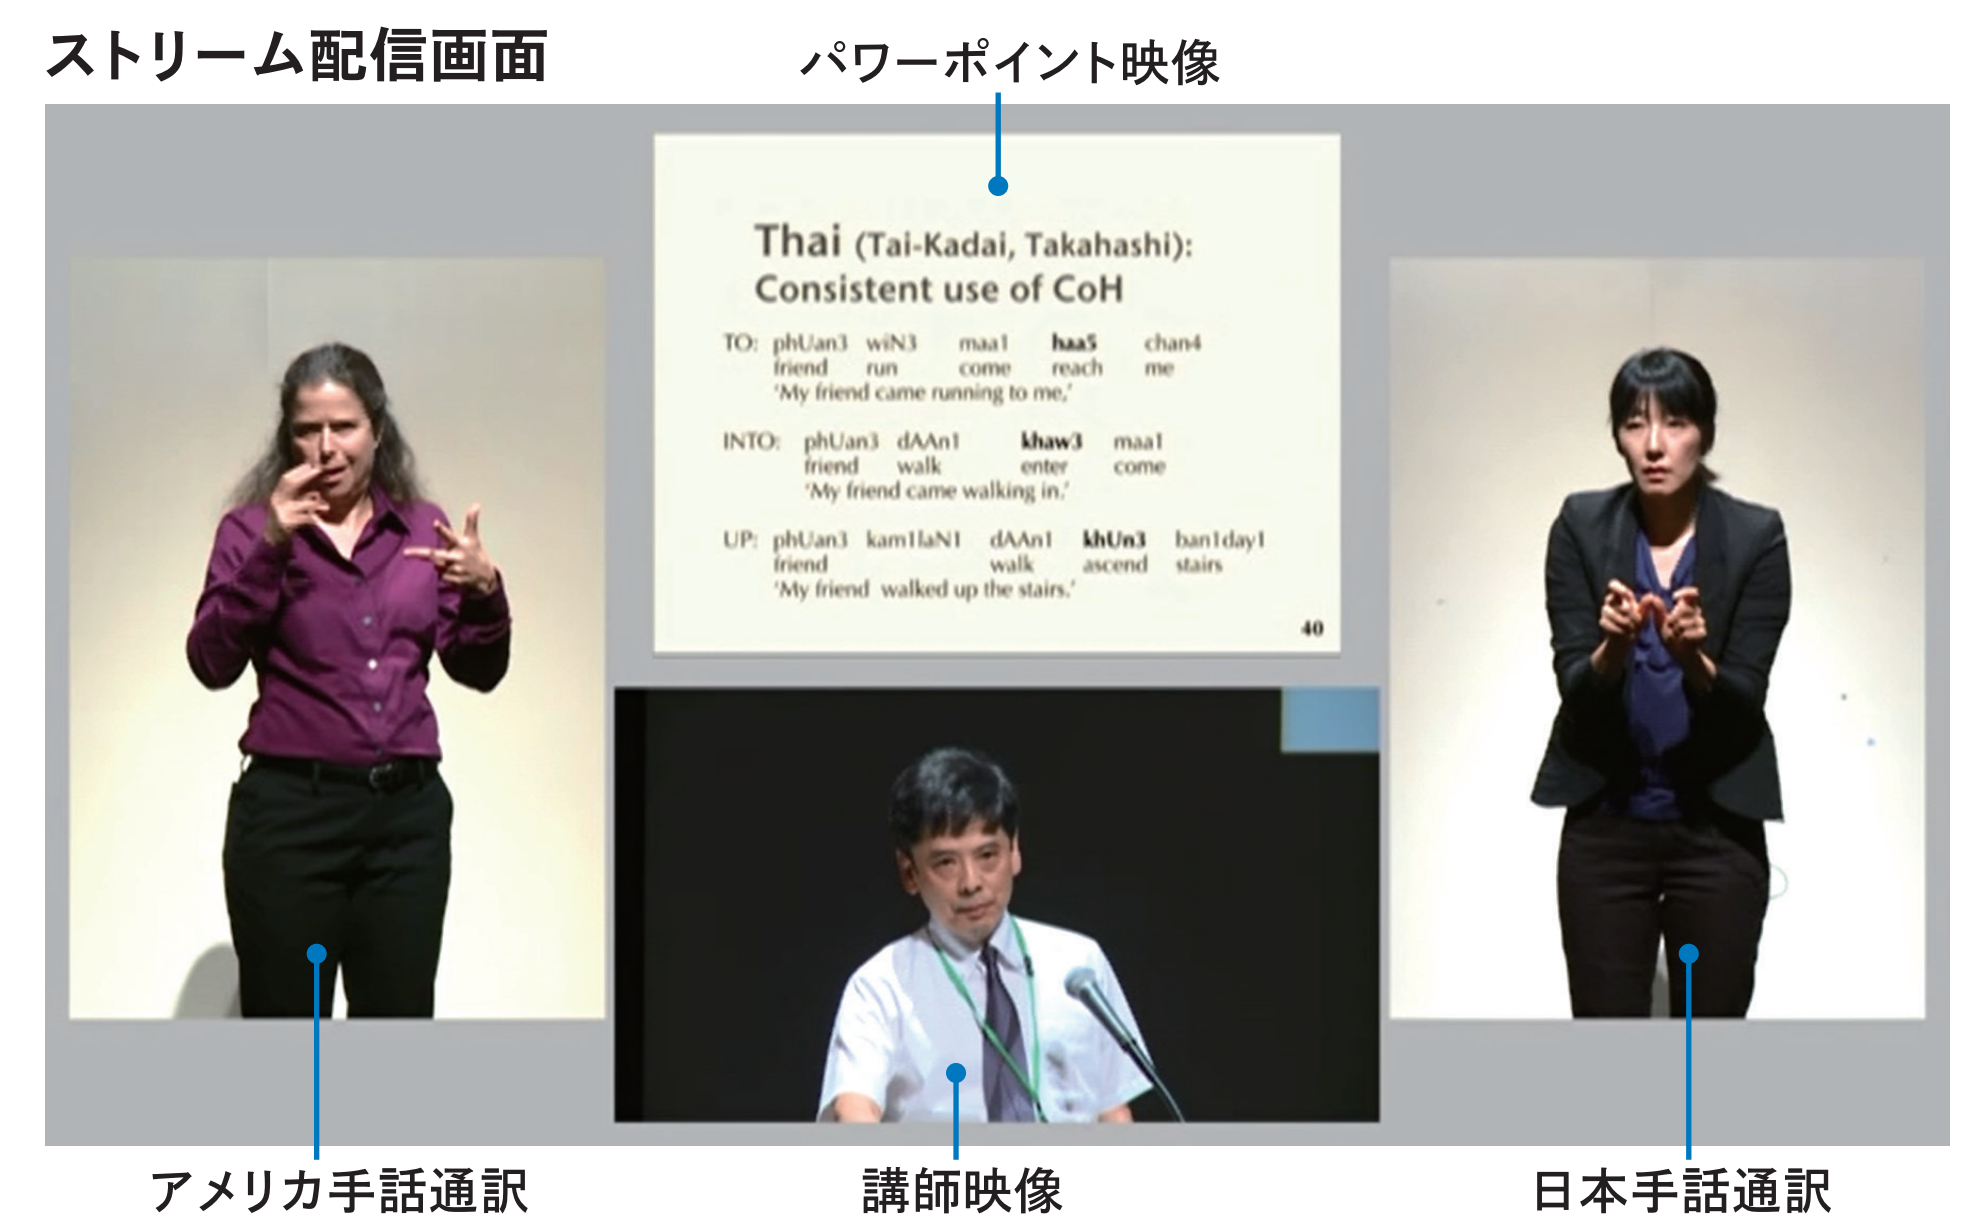 ストリーム配信画面
パワーポイント映像
Thai (Tai-Kadai, Takahashi):
Consistent use of CoH
TO: phUan3 wiN3 maa1 haa5 chan4
friend run come reach me
‘My friend came running to me.’
INTO: phUan3 dAAn1 khaw3 maa1
friend walk enter come
‘My friend came walking in.’
UP: phUan3 kam1laN1 dAAn1 khUn3 ban1day1
friend walk ascend stairs
‘My friend walked up the stairs.’
40
アメリカ手話通訳
講師映像
日本手話通訳